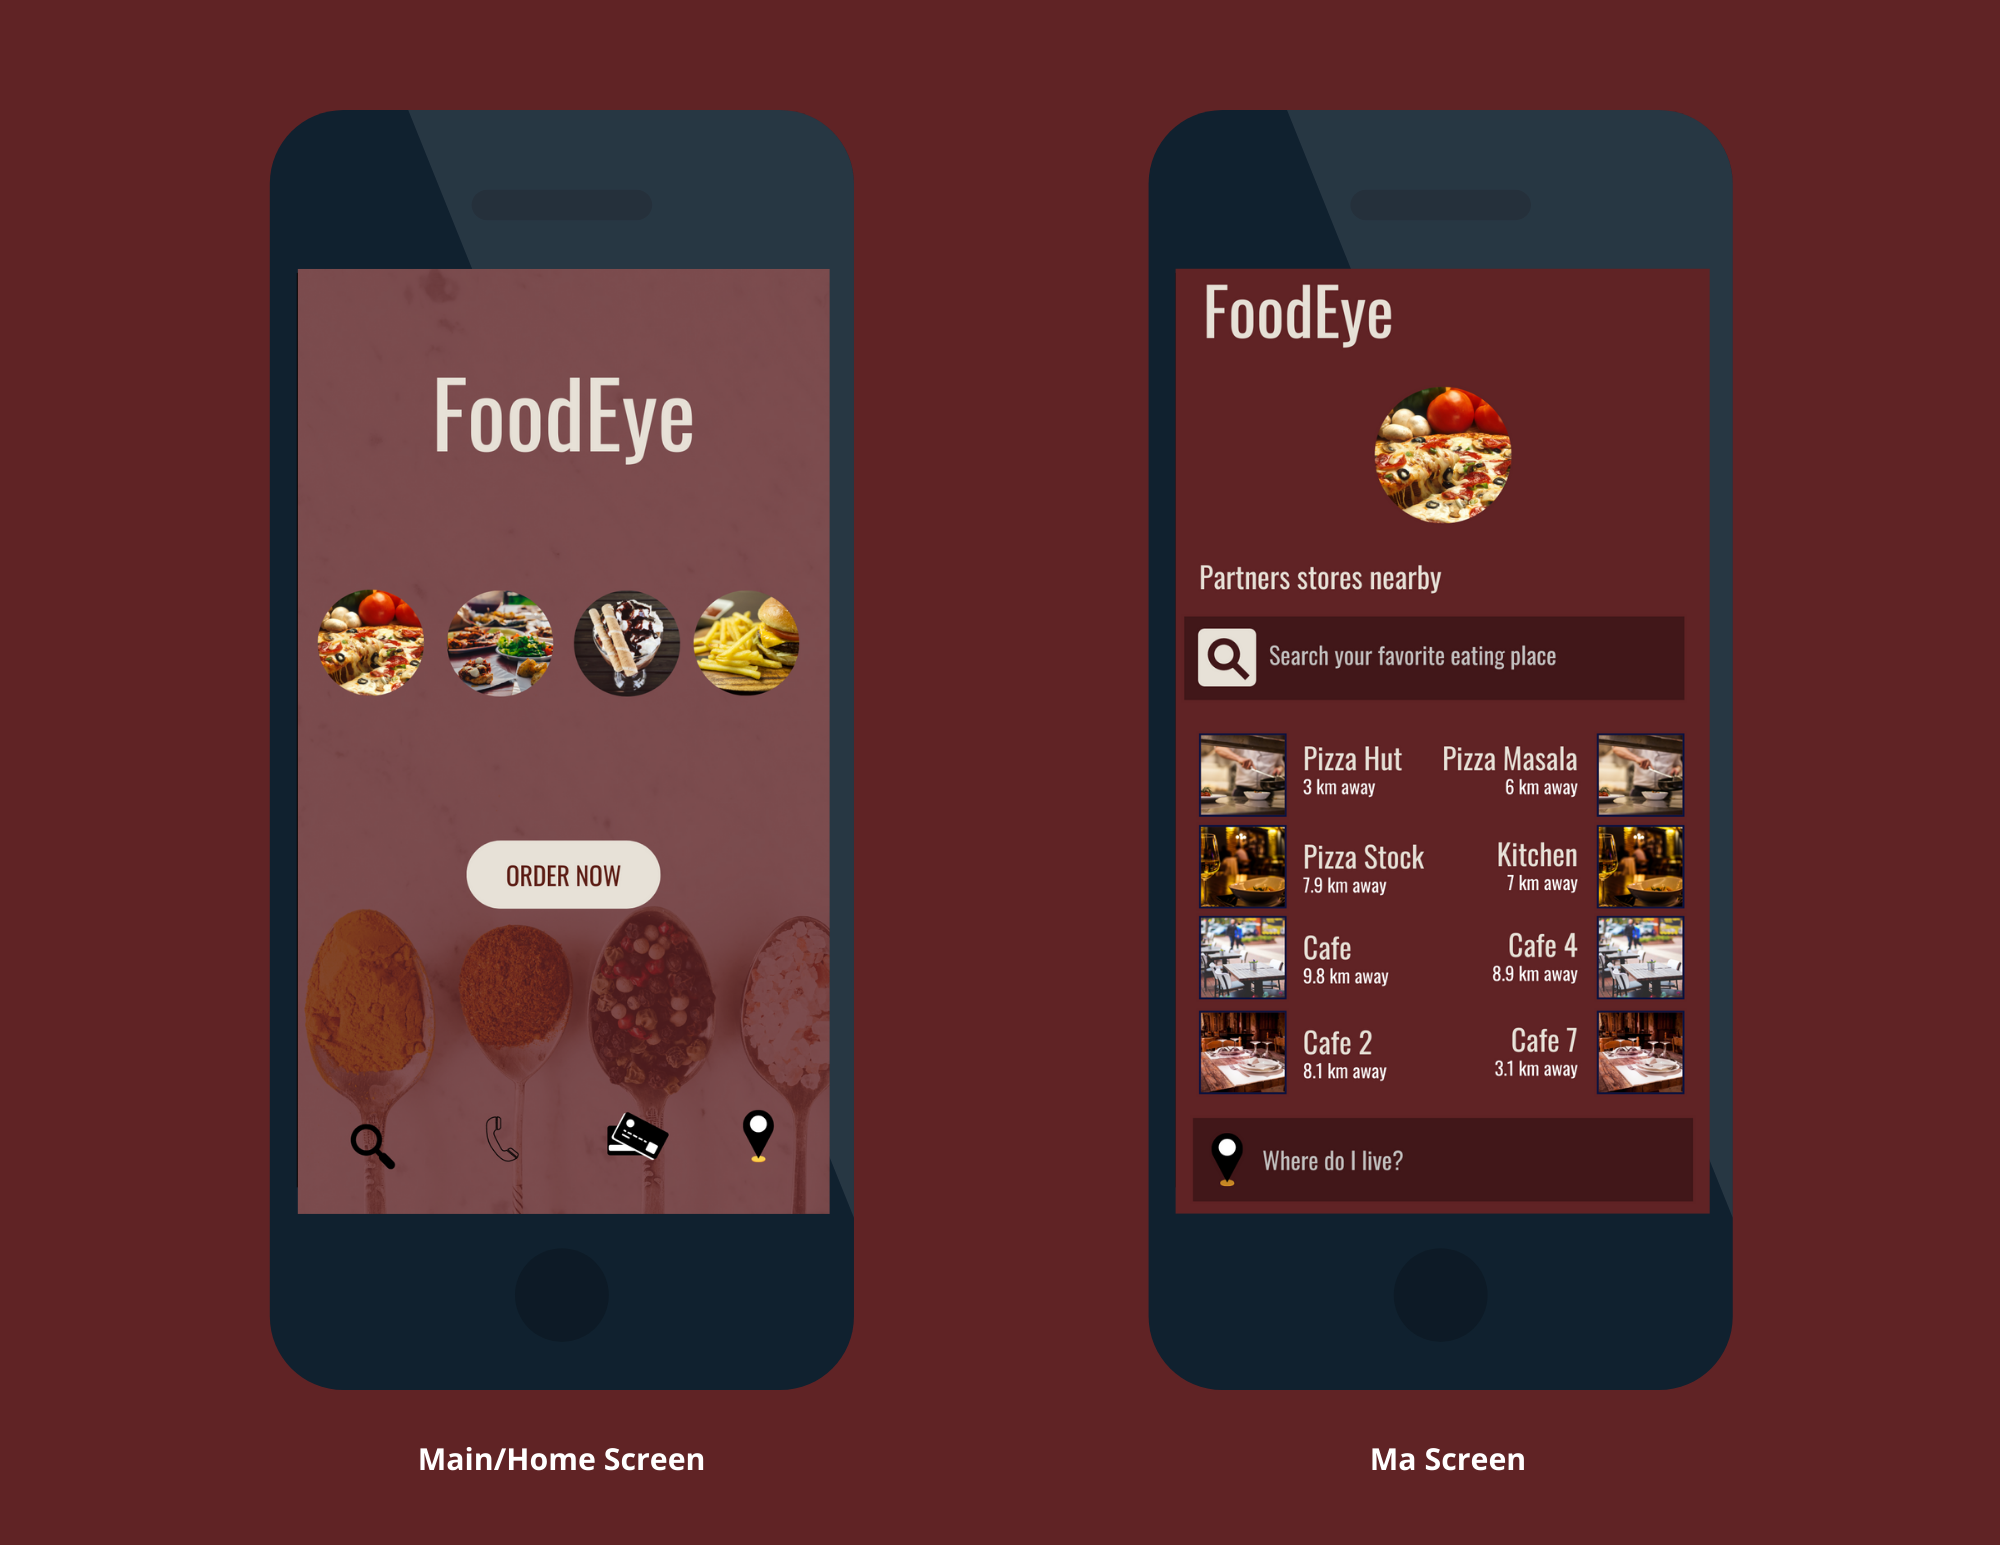 FoodEye
ORDER NOW
Main/Home Screen
FoodEye
Partners stores nearby
Search your favorite eating place
Pizza Hut
3 km away
Pizza Masala
6 km away
Pizza Stock
7.9 km away
Kitchen
7 km away
Cafe
9.8 km away
Cafe 4
8.9 km away
Cafe 2
8.1 km away
Cafe 7
3.1 km away
Where do I live?
Ma Screen